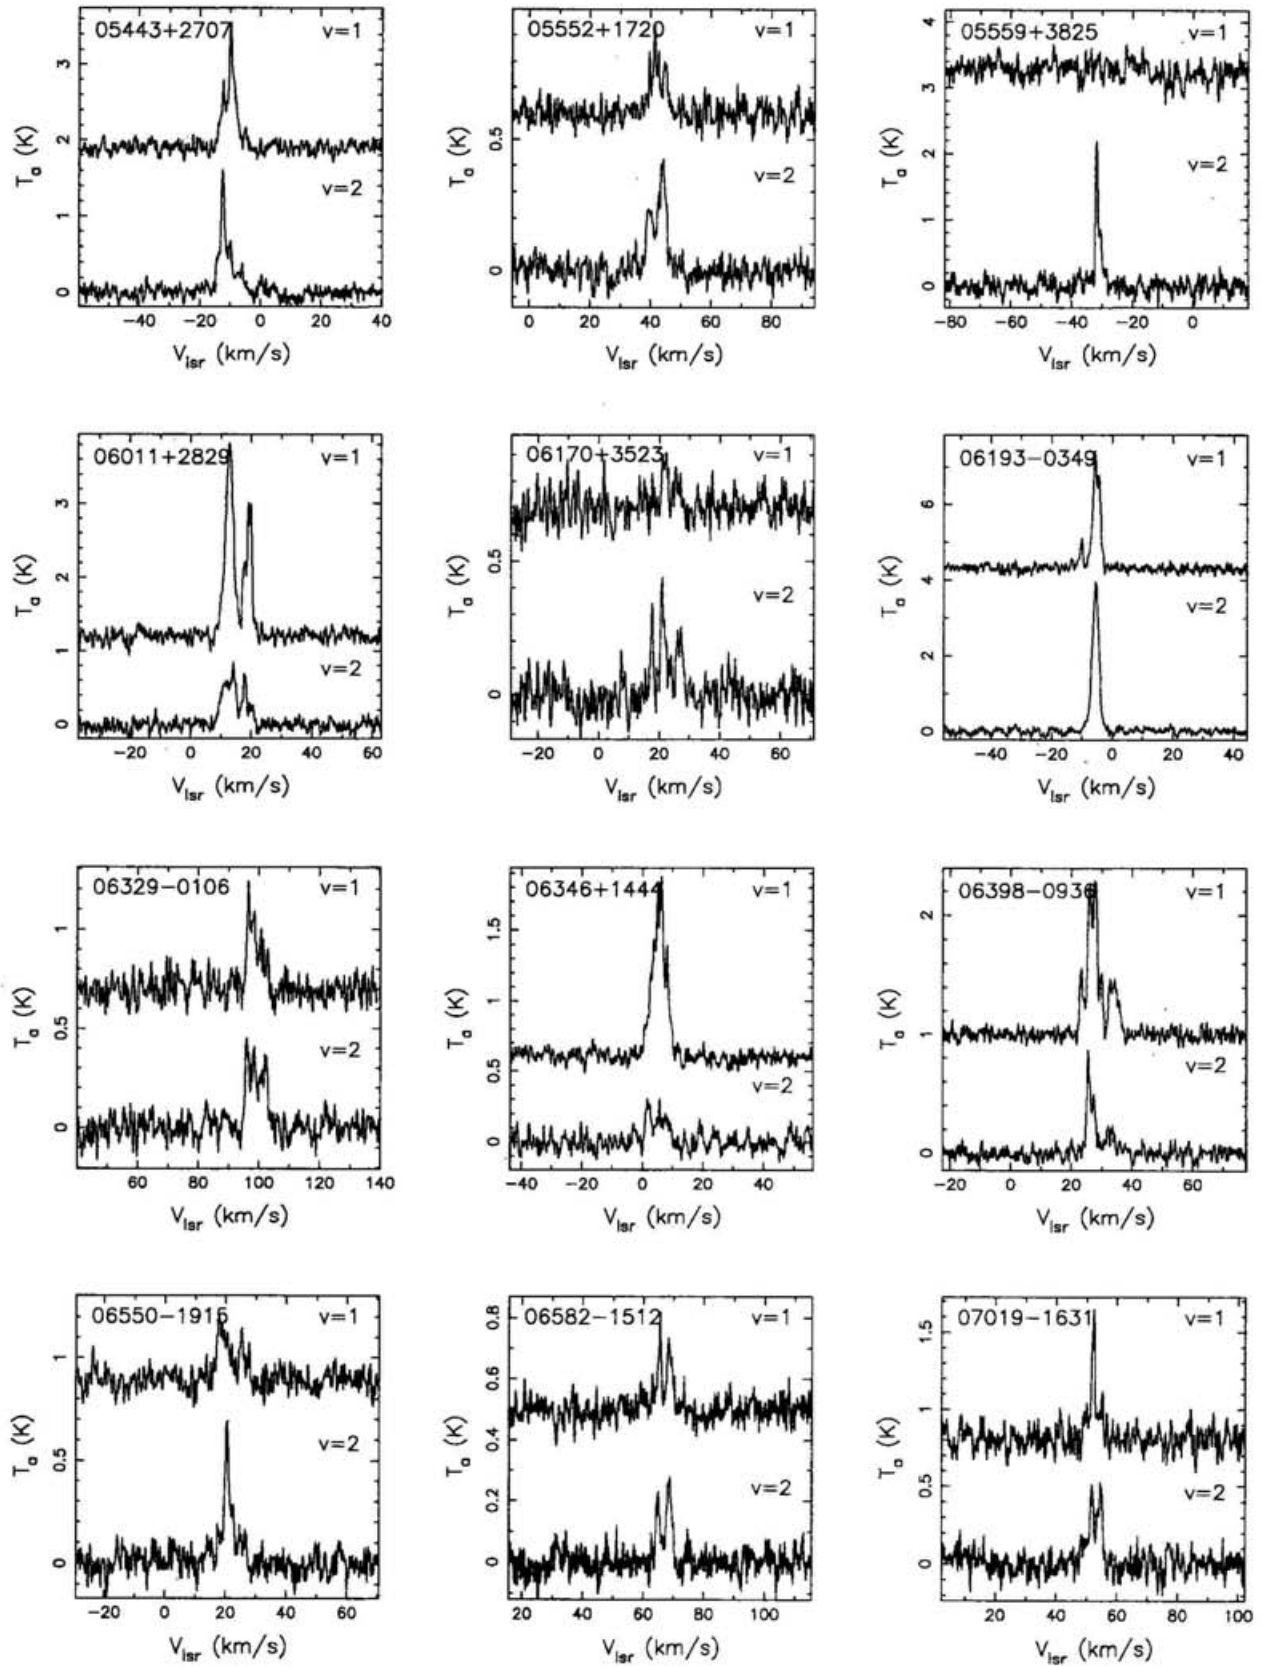 05443+2707 v=1
3
2
v=2
1
0
T_a (K)
-40 -20 0 20 40
V_lsr (km/s)
05552+1720 v=1
0.5
v=2
0
T_a (K)
0 20 40 60 80
V_lsr (km/s)
05559+3825 v=1
4
3
2
v=2
1
0
T_a (K)
-80 -60 -40 -20 0
V_lsr (km/s)
06011+2829 v=1
3
2
1
v=2
0
T_a (K)
-20 0 20 40 60
V_lsr (km/s)
06170+3523 v=1
0.5
v=2
0
T_a (K)
-20 0 20 40 60
V_lsr (km/s)
06193-0349 v=1
6
4
v=2
2
0
T_a (K)
-40 -20 0 20 40
V_lsr (km/s)
06329-0106 v=1
1
0.5
v=2
0
T_a (K)
60 80 100 120 140
V_lsr (km/s)
06346+1444 v=1
1.5
1
0.5
v=2
0
T_a (K)
-40 -20 0 20 40
V_lsr (km/s)
06398-0936 v=1
2
1
v=2
0
T_a (K)
-20 0 20 40 60
V_lsr (km/s)
06550-1915 v=1
1
0.5
v=2
0
T_a (K)
-20 0 20 40 60
V_lsr (km/s)
06582-1512 v=1
0.8
0.6
0.4
0.2
v=2
0
T_a (K)
20 40 60 80 100
V_lsr (km/s)
07019-1631 v=1
1.5
1
0.5
v=2
0
T_a (K)
20 40 60 80 100
V_lsr (km/s)